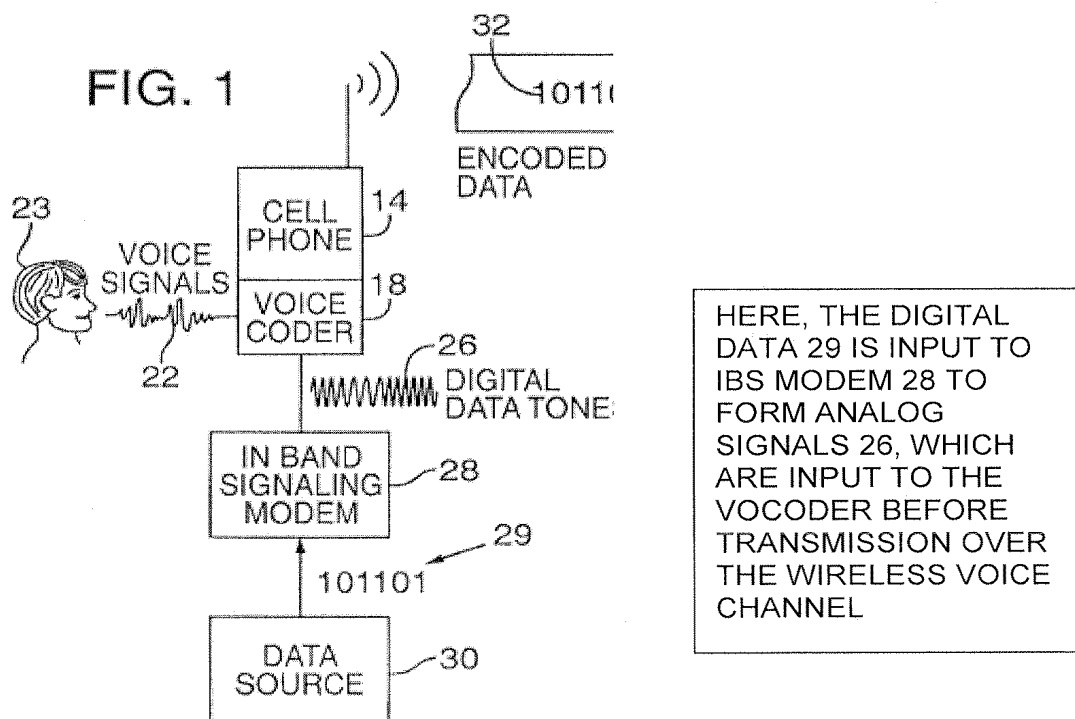 FIG. 1
32
10110
ENCODED
DATA
23
VOICE
SIGNALS
22
CELL
PHONE
14
VOICE
CODER
18
26
DIGITAL
DATA TONES
IN BAND
SIGNALING
MODEM
28
29
101101
DATA
SOURCE
30
HERE, THE DIGITAL
DATA 29 IS INPUT TO
IBS MODEM 28 TO
FORM ANALOG
SIGNALS 26, WHICH
ARE INPUT TO THE
VOCODER BEFORE
TRANSMISSION OVER
THE WIRELESS VOICE
CHANNEL